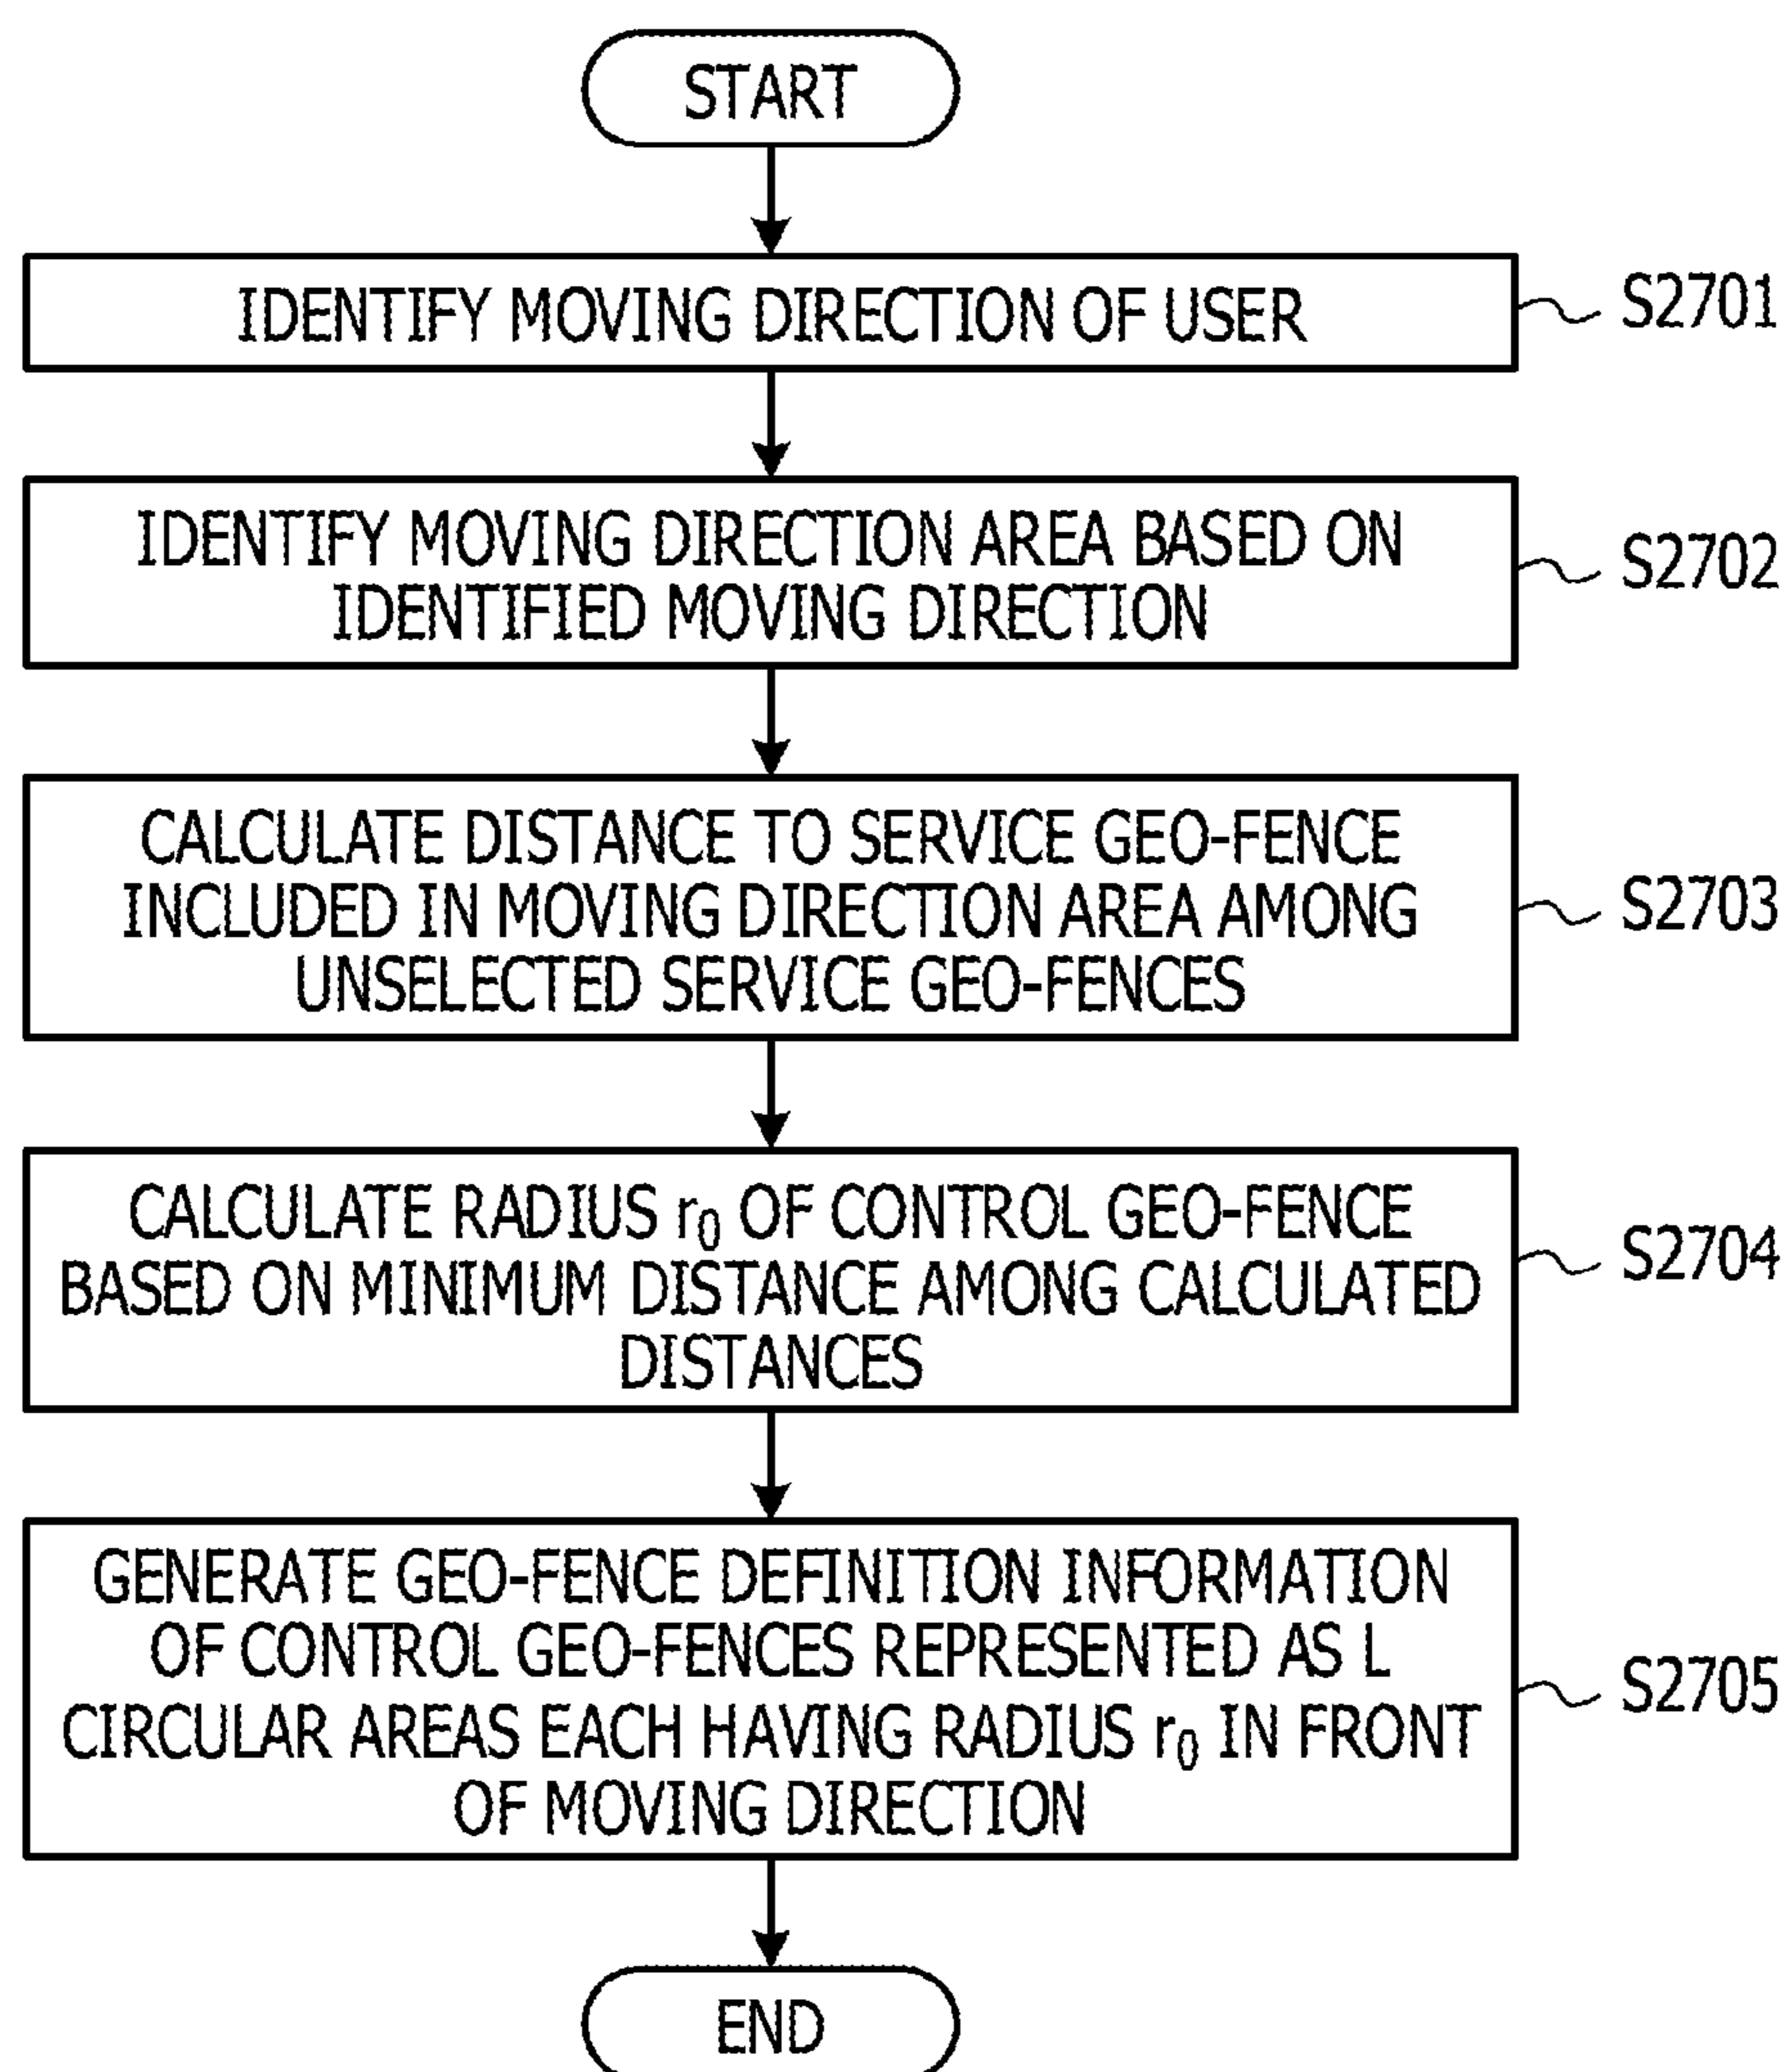 START
IDENTIFY MOVING DIRECTION OF USER
S2701
IDENTIFY MOVING DIRECTION AREA BASED ON
IDENTIFIED MOVING DIRECTION
S2702
CALCULATE DISTANCE TO SERVICE GEO-FENCE
INCLUDED IN MOVING DIRECTION AREA AMONG
UNSELECTED SERVICE GEO-FENCES
S2703
CALCULATE RADIUS r₀ OF CONTROL GEO-FENCE
BASED ON MINIMUM DISTANCE AMONG CALCULATED
DISTANCES
S2704
GENERATE GEO-FENCE DEFINITION INFORMATION
OF CONTROL GEO-FENCES REPRESENTED AS L
CIRCULAR AREAS EACH HAVING RADIUS r₀ IN FRONT
OF MOVING DIRECTION
S2705
END